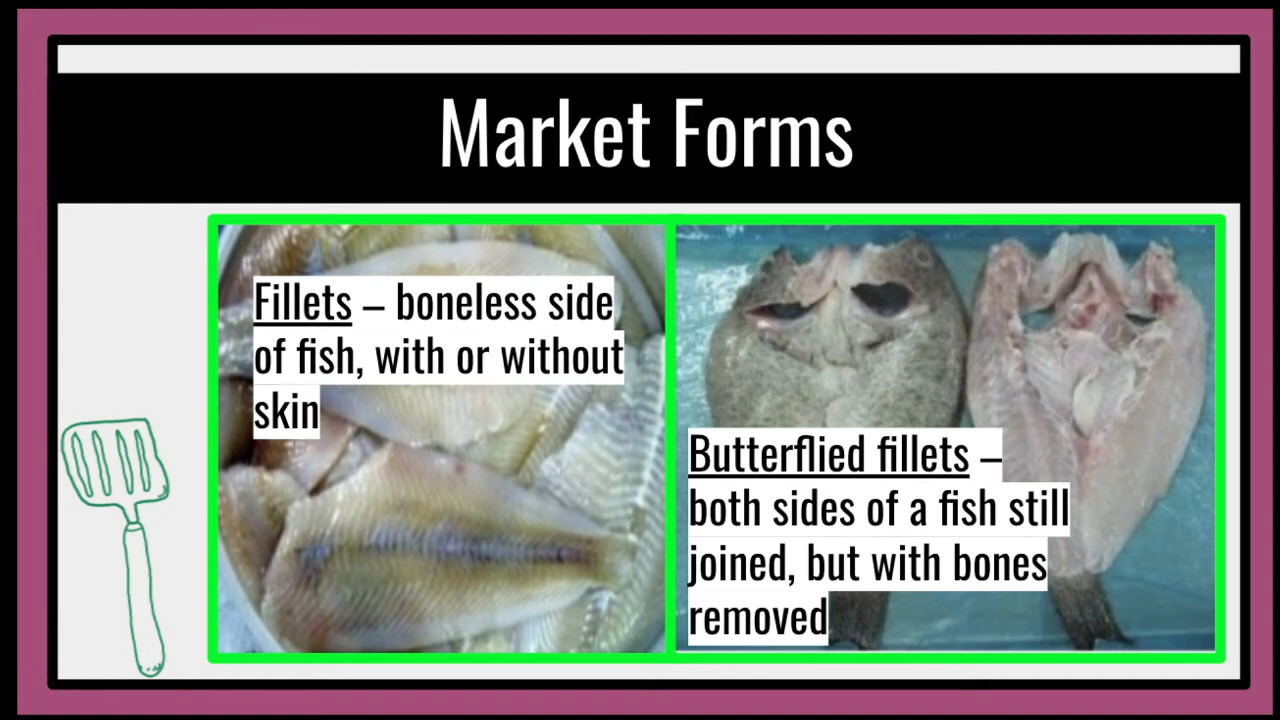 Market Forms
Fillets – boneless side
of fish, with or without
skin
Butterflied fillets –
both sides of a fish still
joined, but with bones
removed